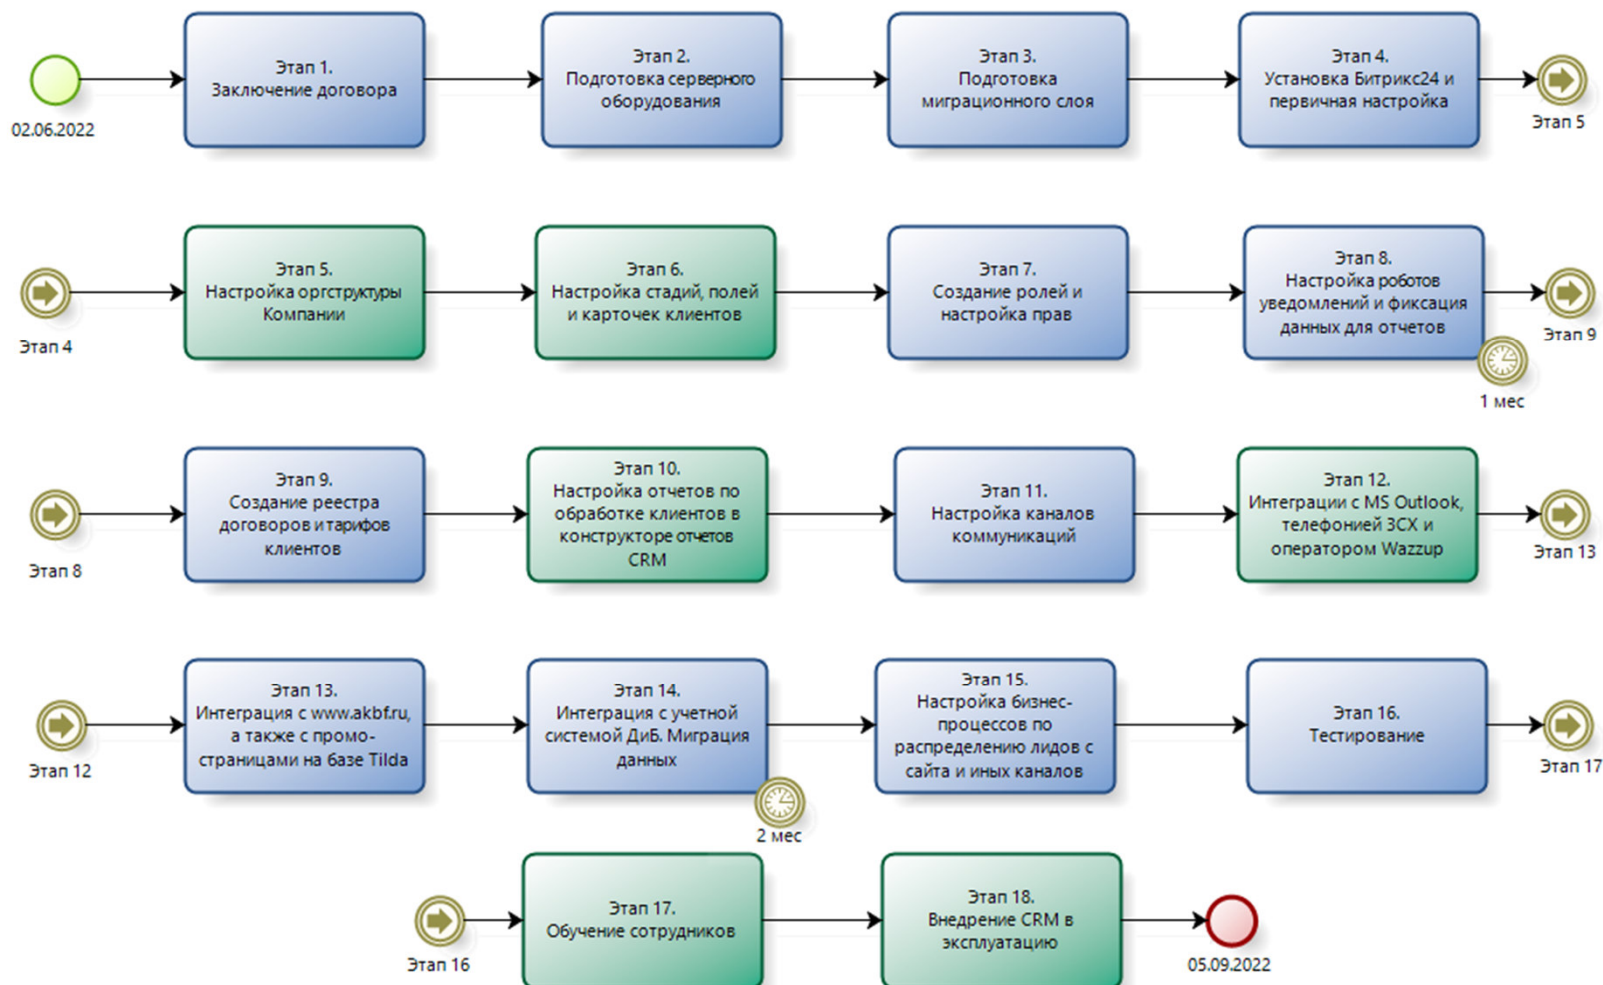 Этап 1.
Заключение договора
Этап 2.
Подготовка серверного
оборудования
Этап 3.
Подготовка
миграционного слоя
Этап 4.
Установка Битрикс24 и
первичная настройка
02.06.2022
Этап 5
Этап 5.
Настройка оргструктуры
Компании
Этап 6.
Настройка стадий, полей
и карточек клиентов
Этап 7.
Создание ролей и
настройка прав
Этап 8.
Настройка роботов
уведомлений и фиксация
данных для отчетов
Этап 4
Этап 9
1 мес
Этап 9.
Создание реестра
договоров и тарифов
клиентов
Этап 10.
Настройка отчетов по
обработке клиентов в
конструкторе отчетов
CRM
Этап 11.
Настройка каналов
коммуникаций
Этап 12.
Интеграции с MS Outlook,
телефонией 3CX и
оператором Wazzup
Этап 8
Этап 13
Этап 13.
Интеграция с www.akbf.ru,
а также с промо-
страницами на базе Tilda
Этап 14.
Интеграция с учетной
системой ДиБ. Миграция
данных
Этап 15.
Настройка бизнес-
процессов по
распределению лидов с
сайта и иных каналов
Этап 16.
Тестирование
Этап 12
Этап 17
2 мес
Этап 17.
Обучение сотрудников
Этап 18.
Внедрение CRM в
эксплуатацию
Этап 16
05.09.2022